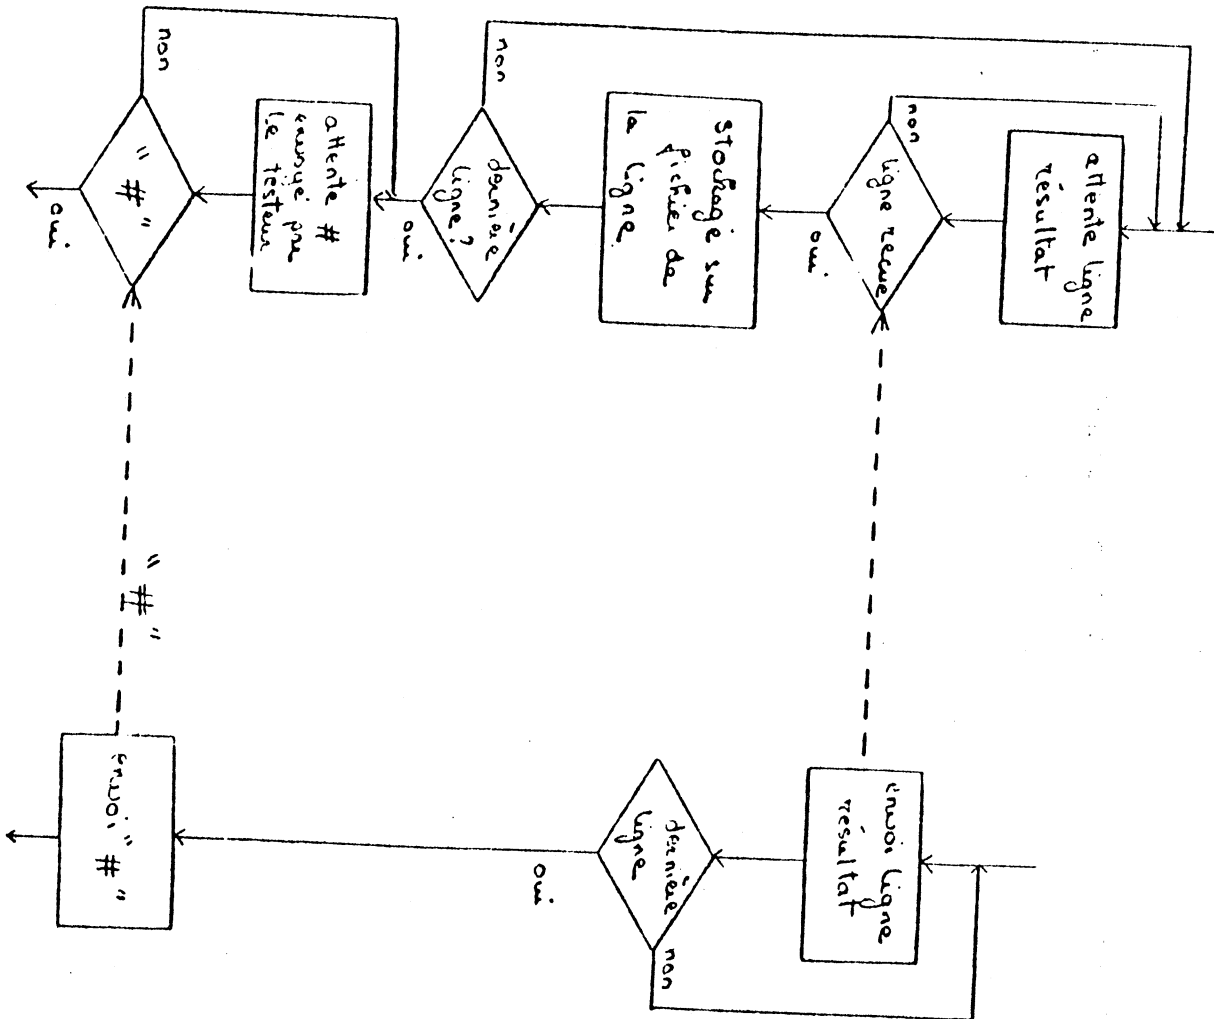 attente ligne
résultat
non
ligne recue
oui
Stockage sur
fichier de
la ligne
non
dernière
ligne?
oui
attente #
envoyé par
le testeur
non
"#"
oui
envoi ligne
résultat
dernière
ligne
non
oui
"#"
envoi "#"